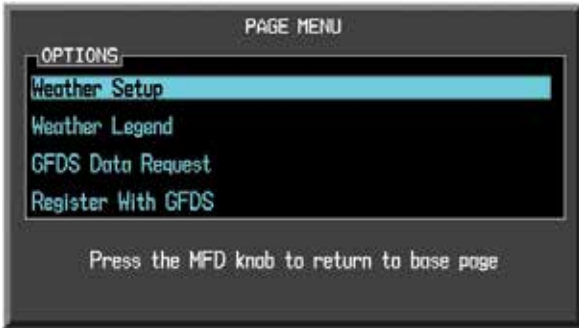 PAGE MENU
OPTIONS
Weather Setup
Weather Legend
GFDS Data Request
Register With GFDS
Press the MFD knob to return to base page